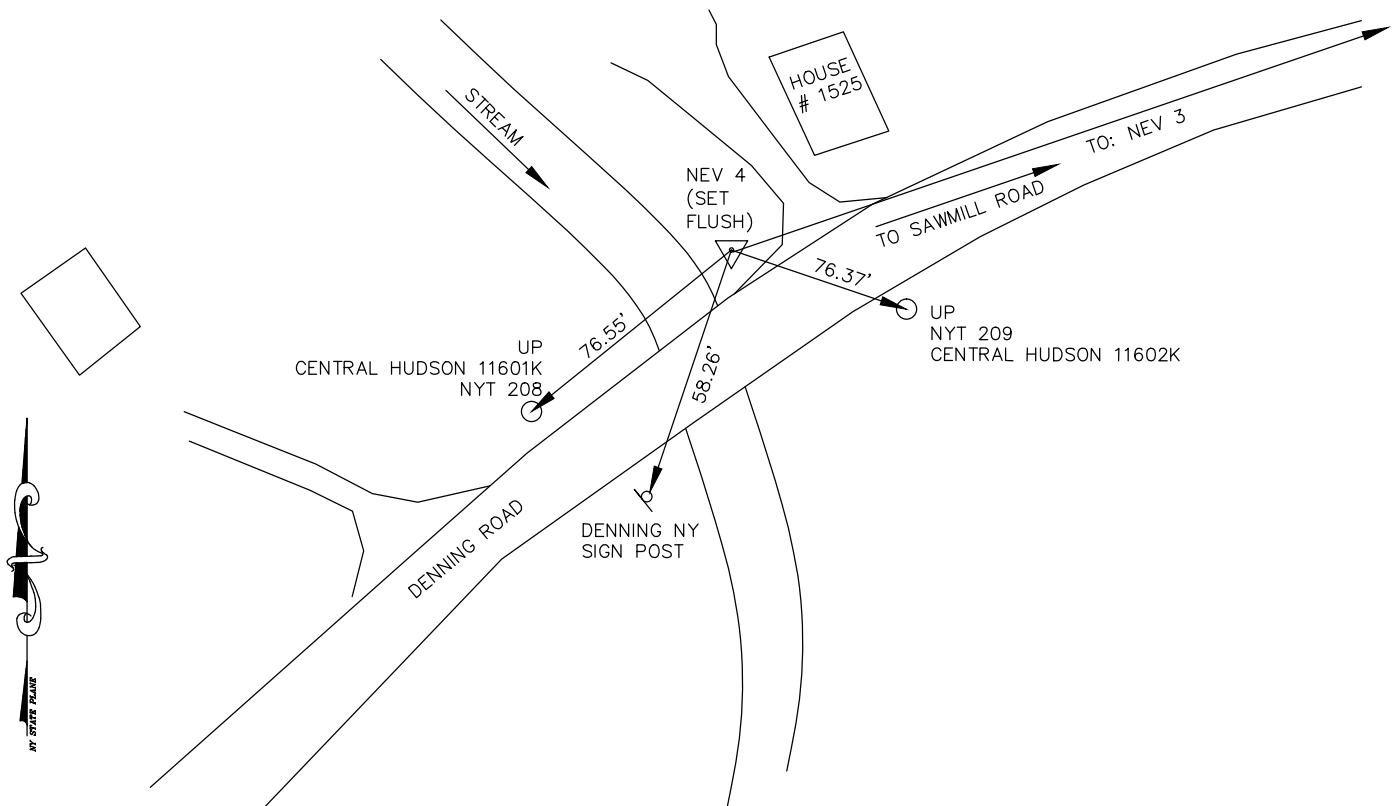 HOUSE
# 1525
STREAM
TO: NEV 3
NEV 4
(SET
FLUSH)
TO SAWMILL ROAD
76.37'
UP
NYT 209
CENTRAL HUDSON 11602K
76.55'
UP
CENTRAL HUDSON 11601K
NYT 208
58.26'
DENNING ROAD
DENNING NY
SIGN POST
NY STATE PLANE